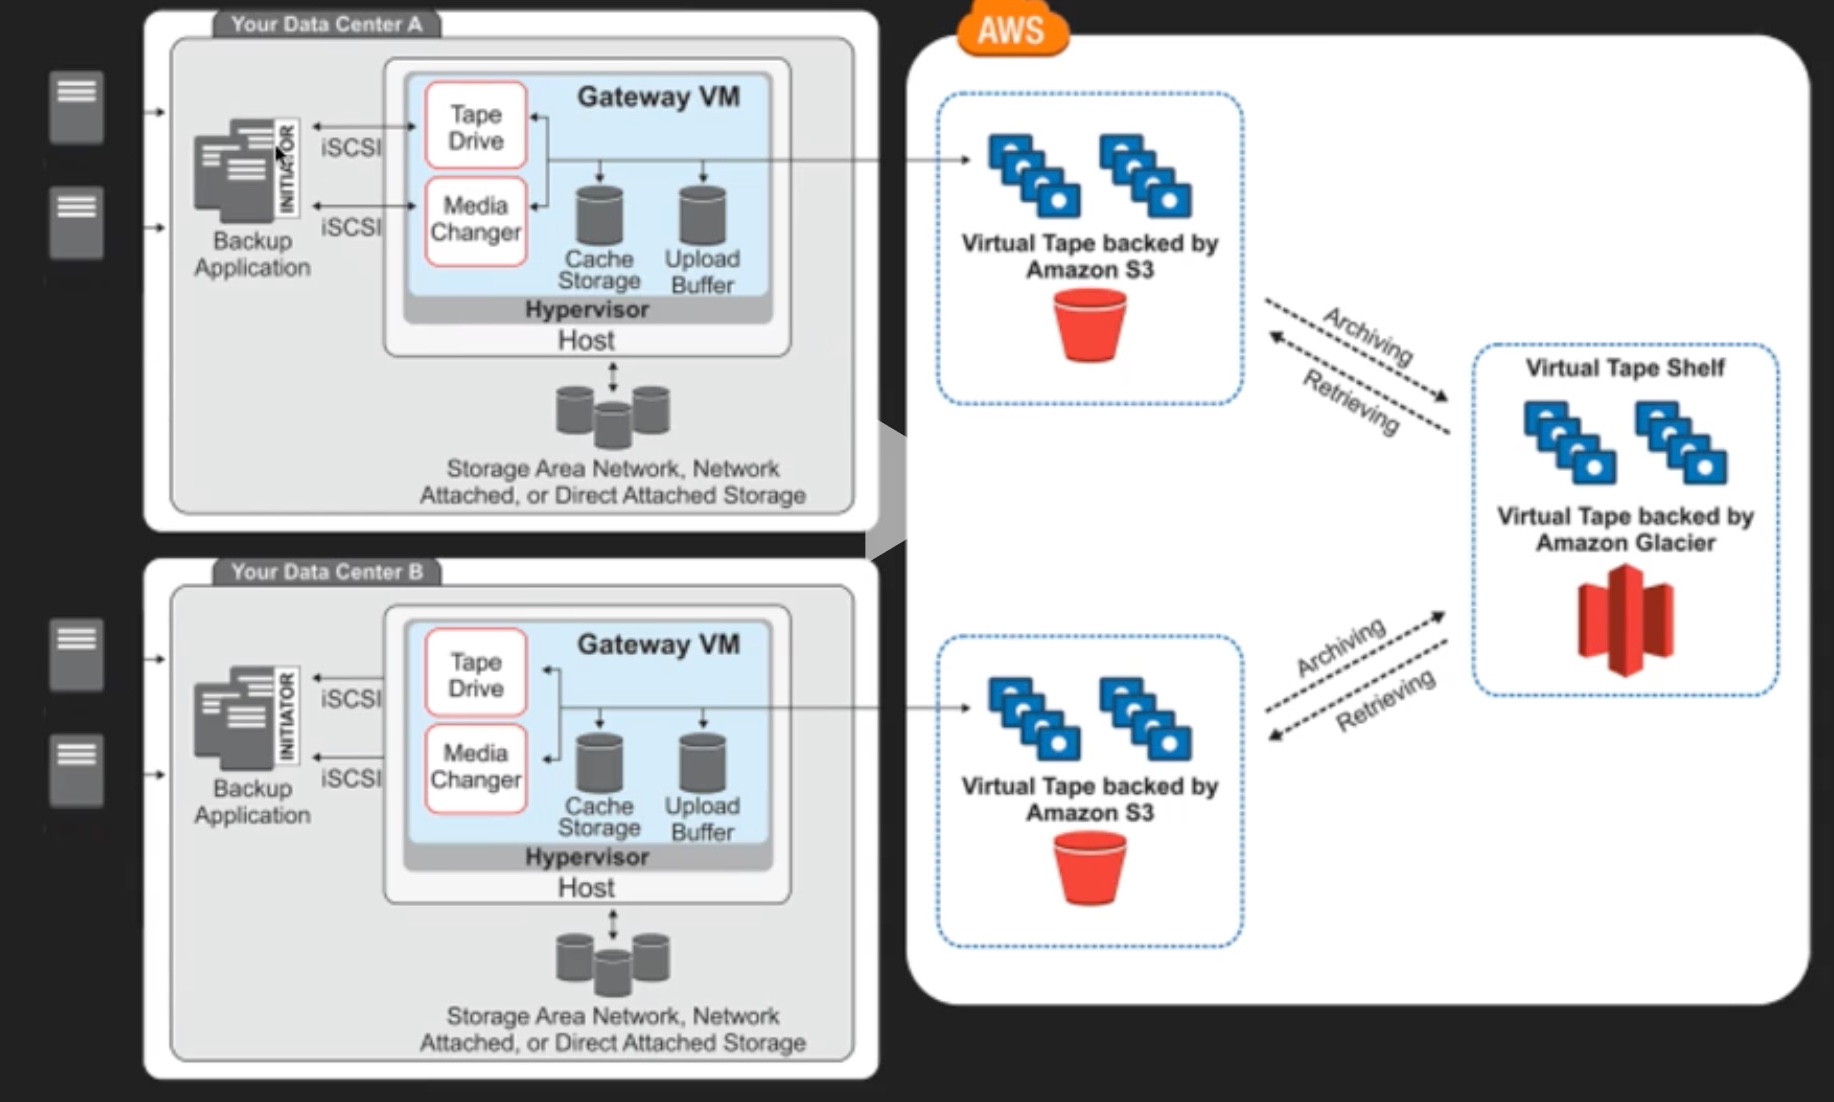 Your Data Center A
Tape
Drive
Gateway VM
INITIATOR
iSCSI
Media
Changer
iSCSI
Backup
Application
Cache
Storage
Upload
Buffer
Hypervisor
Host
Storage Area Network, Network
Attached, or Direct Attached Storage
Your Data Center B
Tape
Drive
Gateway VM
INITIATOR
iSCSI
Media
Changer
iSCSI
Backup
Application
Cache
Storage
Upload
Buffer
Hypervisor
Host
Storage Area Network, Network
Attached, or Direct Attached Storage
AWS
Virtual Tape backed by
Amazon S3
Archiving
Retrieving
Virtual Tape Shelf
Virtual Tape backed by
Amazon Glacier
Archiving
Retrieving
Virtual Tape backed by
Amazon S3